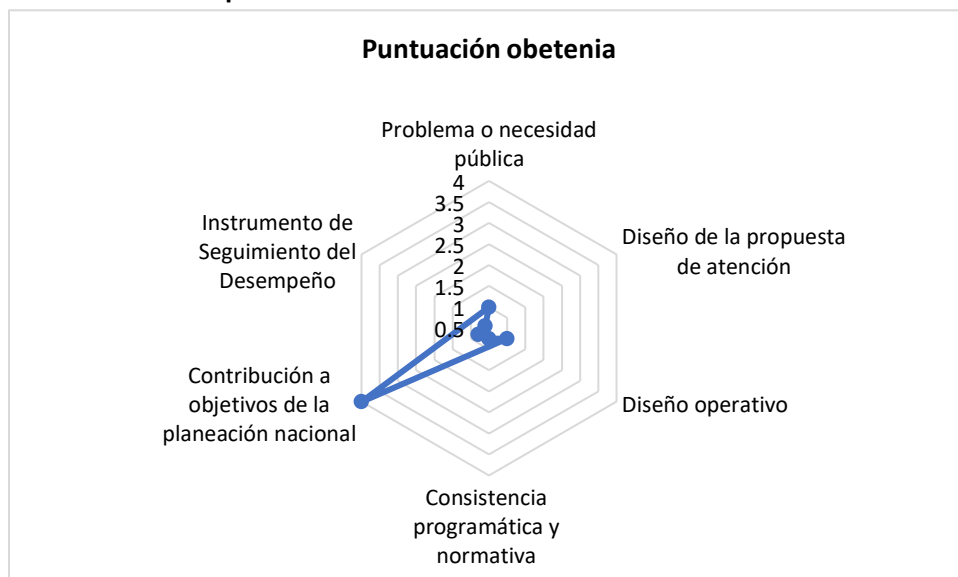 Puntuación obetenia
Problema o necesidad
pública
4
3.5
3
2.5
2
1.5
1
0.5
Diseño de la propuesta
de atención
Diseño operativo
Consistencia
programática y
normativa
Contribución a
objetivos de la
planeación nacional
Instrumento de
Seguimiento del
Desempeño